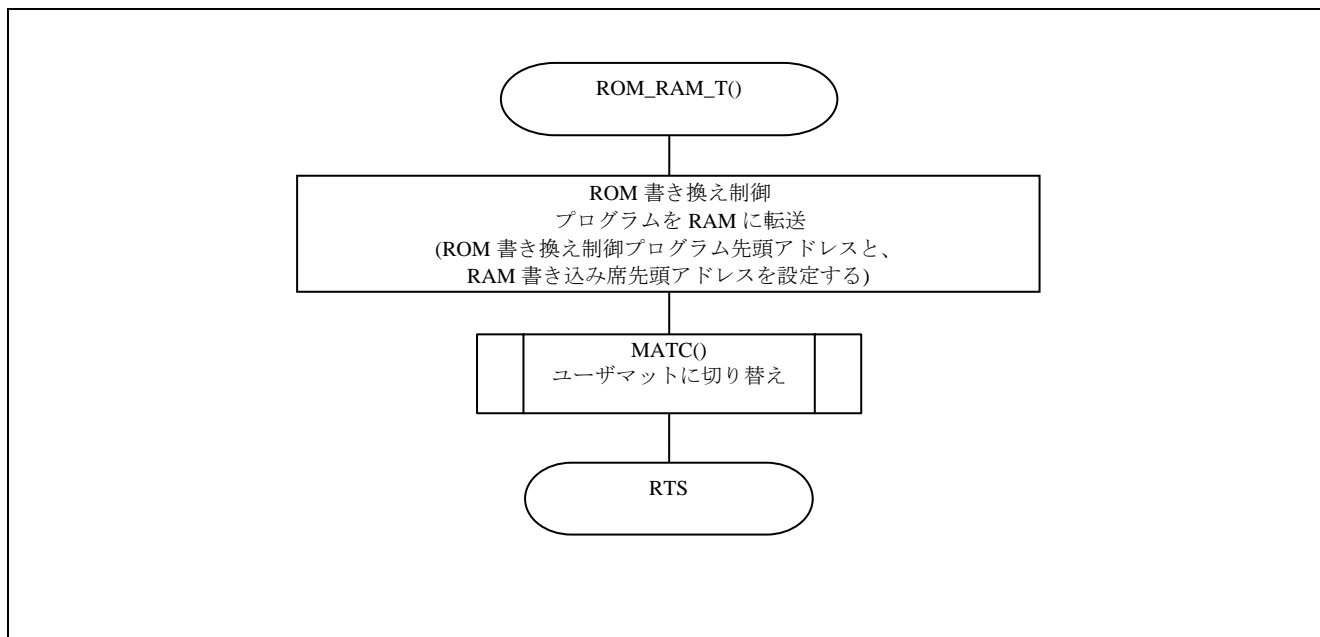 ROM_RAM_T()
ROM 書き換え制御
プログラムを RAM に転送
(ROM 書き換え制御プログラム先頭アドレスと、
RAM 書き込み席先頭アドレスを設定する)
MATC()
ユーザマットに切り替え
RTS